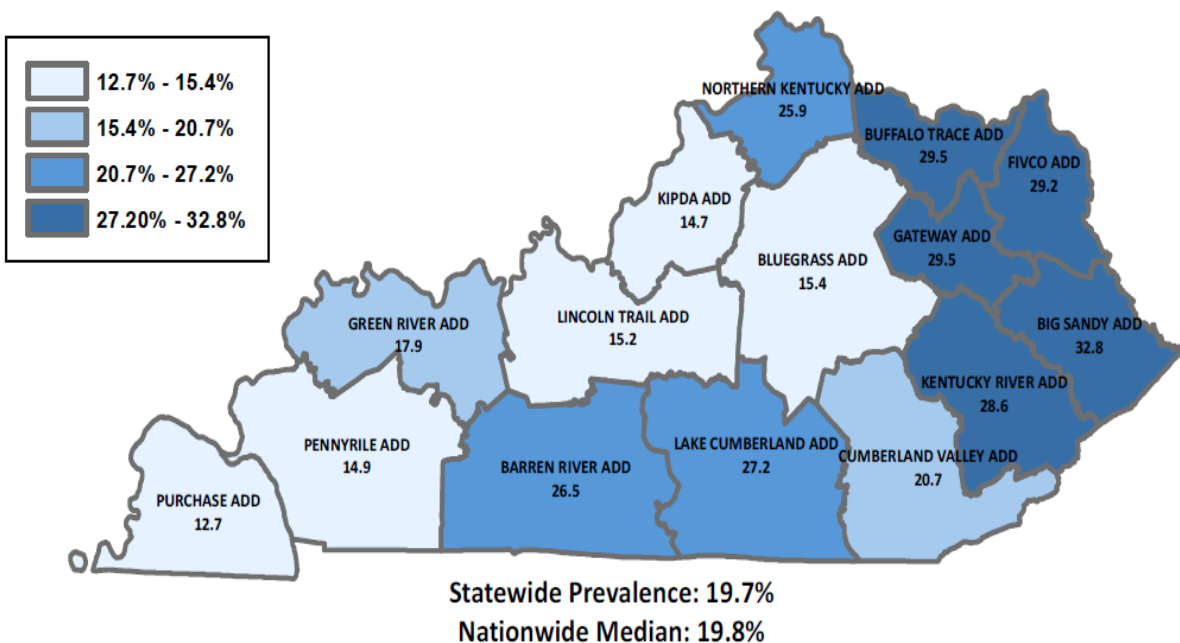 12.7% - 15.4%
15.4% - 20.7%
20.7% - 27.2%
27.20% - 32.8%
NORTHERN KENTUCKY ADD
25.9
BUFFALO TRACE ADD
29.5
FIVCO ADD
29.2
KIPDA ADD
14.7
GATEWAY ADD
29.5
BLUEGRASS ADD
15.4
LINCOLN TRAIL ADD
15.2
GREEN RIVER ADD
17.9
BIG SANDY ADD
32.8
KENTUCKY RIVER ADD
28.6
PENNYRILE ADD
14.9
BARREN RIVER ADD
26.5
LAKE CUMBERLAND ADD
27.2
CUMBERLAND VALLEY ADD
20.7
PURCHASE ADD
12.7
Statewide Prevalence: 19.7%
Nationwide Median: 19.8%